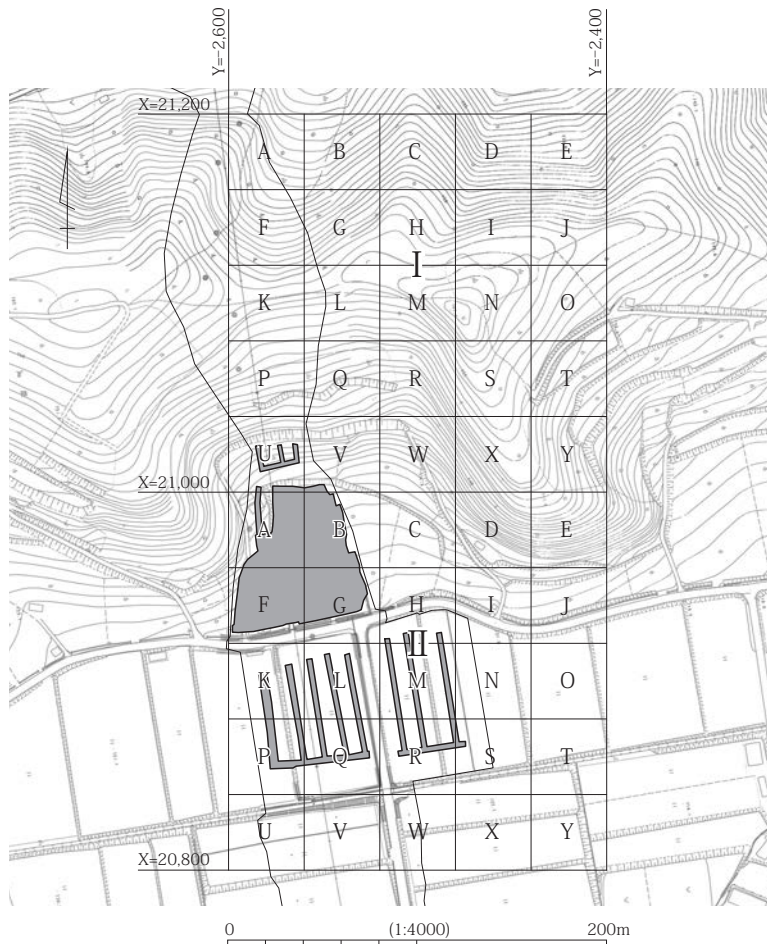 Y=-2,600
Y=-2,400
X=21,200
A B C D E
F G H I J
I
K L M N O
P Q R S T
U V W X Y
X=21,000
A B C D E
F G H I J
II
K L M N O
P Q R S T
U V W X Y
X=20,800
0 (1:4000) 200m